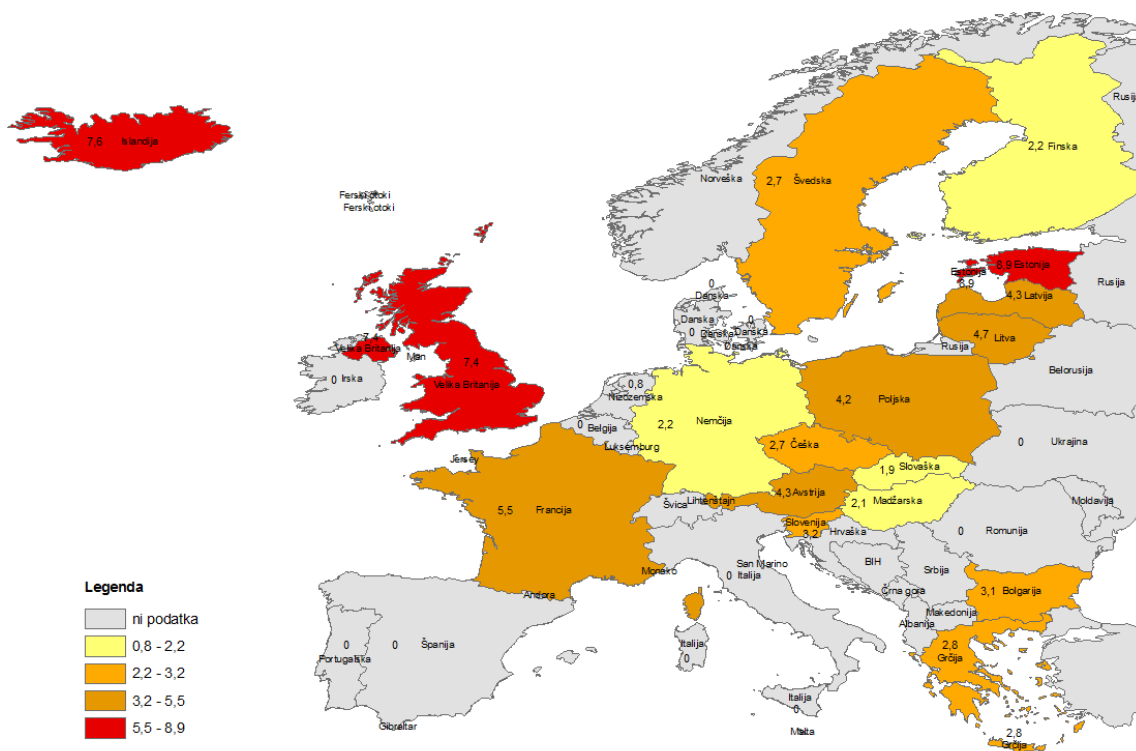 Rusija
7,6 Islandija
2,2 Finska
Norveška
2,7 Švedska
Ferski otoki
Ferski otoki
8,9 Estonija
Estonija
8,9
Rusija
0
Danska
4,3 Latvija
Danska
0
0
Danska
Danska
Danska
4,7 Litva
Rusija
7,4
Velika Britanija
Man
7,4
Belorusija
0 Irska
Velika Britanija
0,8
Nizozemska
4,2 Poljska
0 Belgija
2,2 Nemčija
0 Ukrajina
Luksemburg
2,7 Češka
Jersey
1,9 Slovaška
4,3 Avstrija
2,1 Madžarska
Moldavija
Švica
Lihtenštajn
5,5 Francija
Slovenija
3,2
Hrvaška
0 Romunija
San Marino
BIH
Monako
0 Italija
Srbija
Legenda
Andora
Črna gora
3,1 Bolgarija
ni podatka
Makedonija
Albanija
0,8 - 2,2
0
0 Španija
Italija
0
2,8
Grčija
Portugalska
2,2 - 3,2
3,2 - 5,5
Italija
0
5,5 - 8,9
Gibraltar
Malta
2,8
Grčija